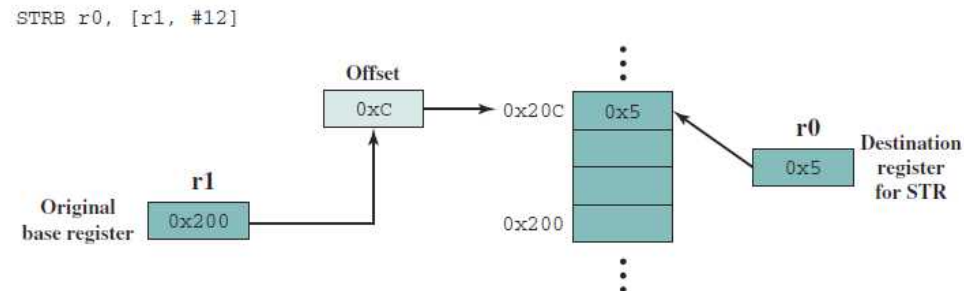 STRB r0, [r1, #12]
Offset
0xC
0x20C
0x5
r0
0x5
Destination
register
for STR
r1
Original
base register
0x200
0x200